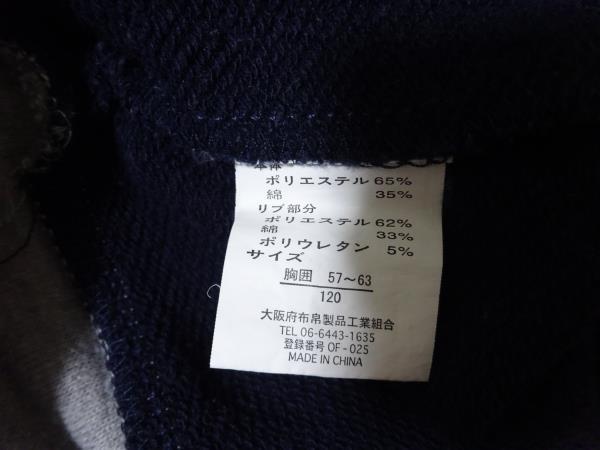 本体
ポリエステル 65%
綿 35%
リブ部分
ポリエステル 62%
綿 33%
ポリウレタン 5%
サイズ
胸囲 57〜63
120
大阪府布帛製品工業組合
TEL 06-6443-1635
登録番号 OF-025
MADE IN CHINA